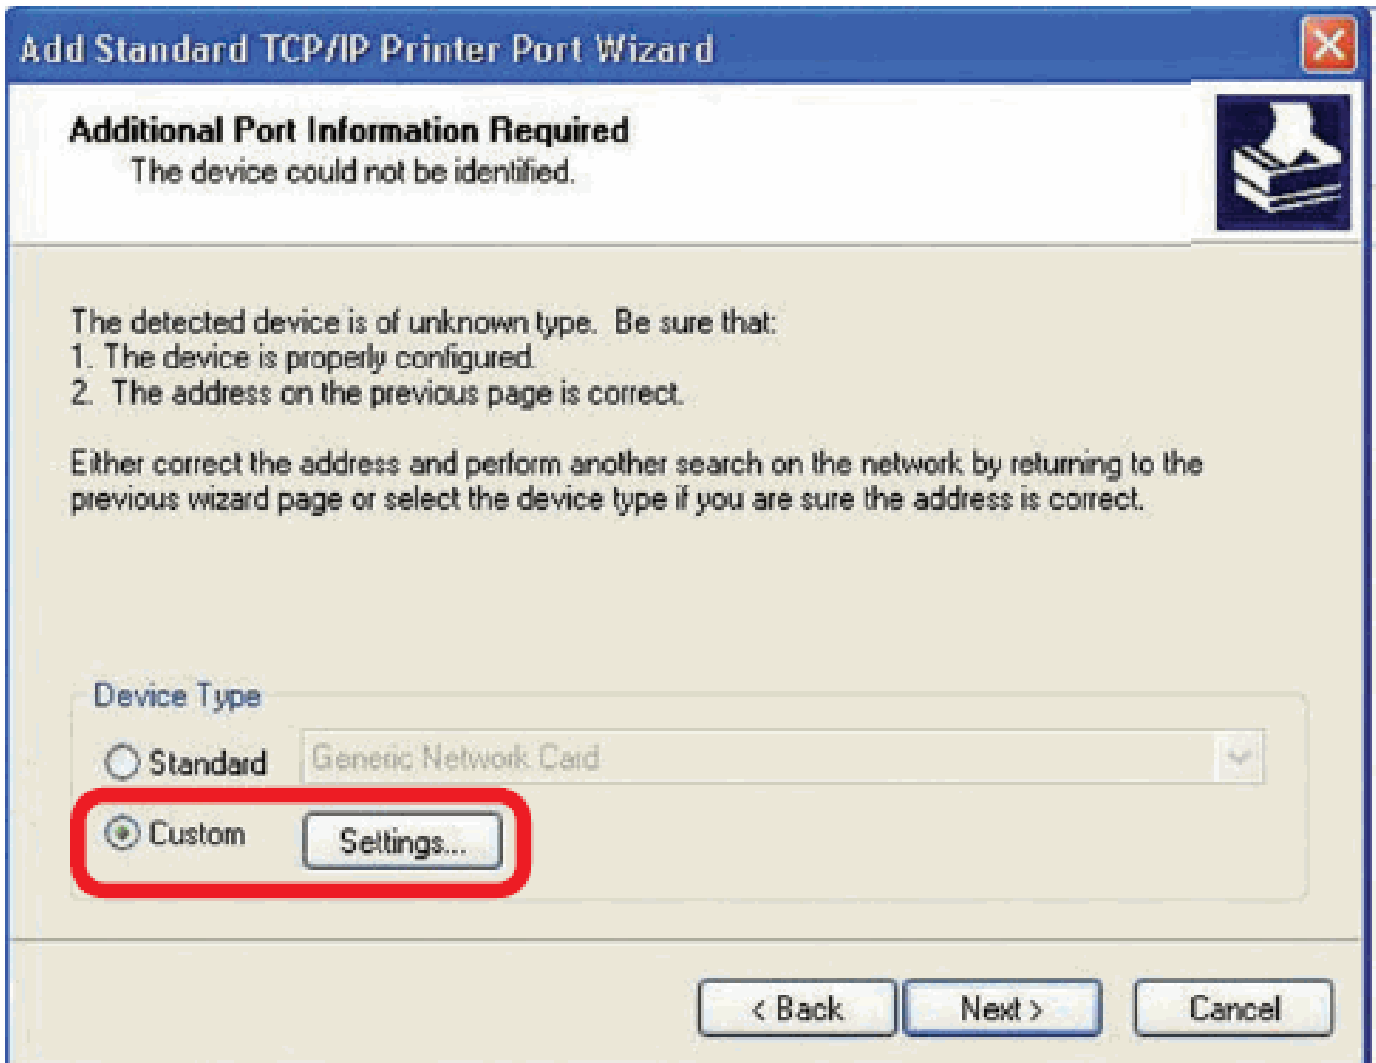 Add Standard TCP/IP Printer Port Wizard
Additional Port Information Required
The device could not be identified.
The detected device is of unknown type.  Be sure that:
1. The device is properly configured.
2.  The address on the previous page is correct.
Either correct the address and perform another search on the network by returning to the
previous wizard page or select the device type if you are sure the address is correct.
Device Type
Standard
Generic Network Card
Custom
Settings...
< Back
Next >
Cancel